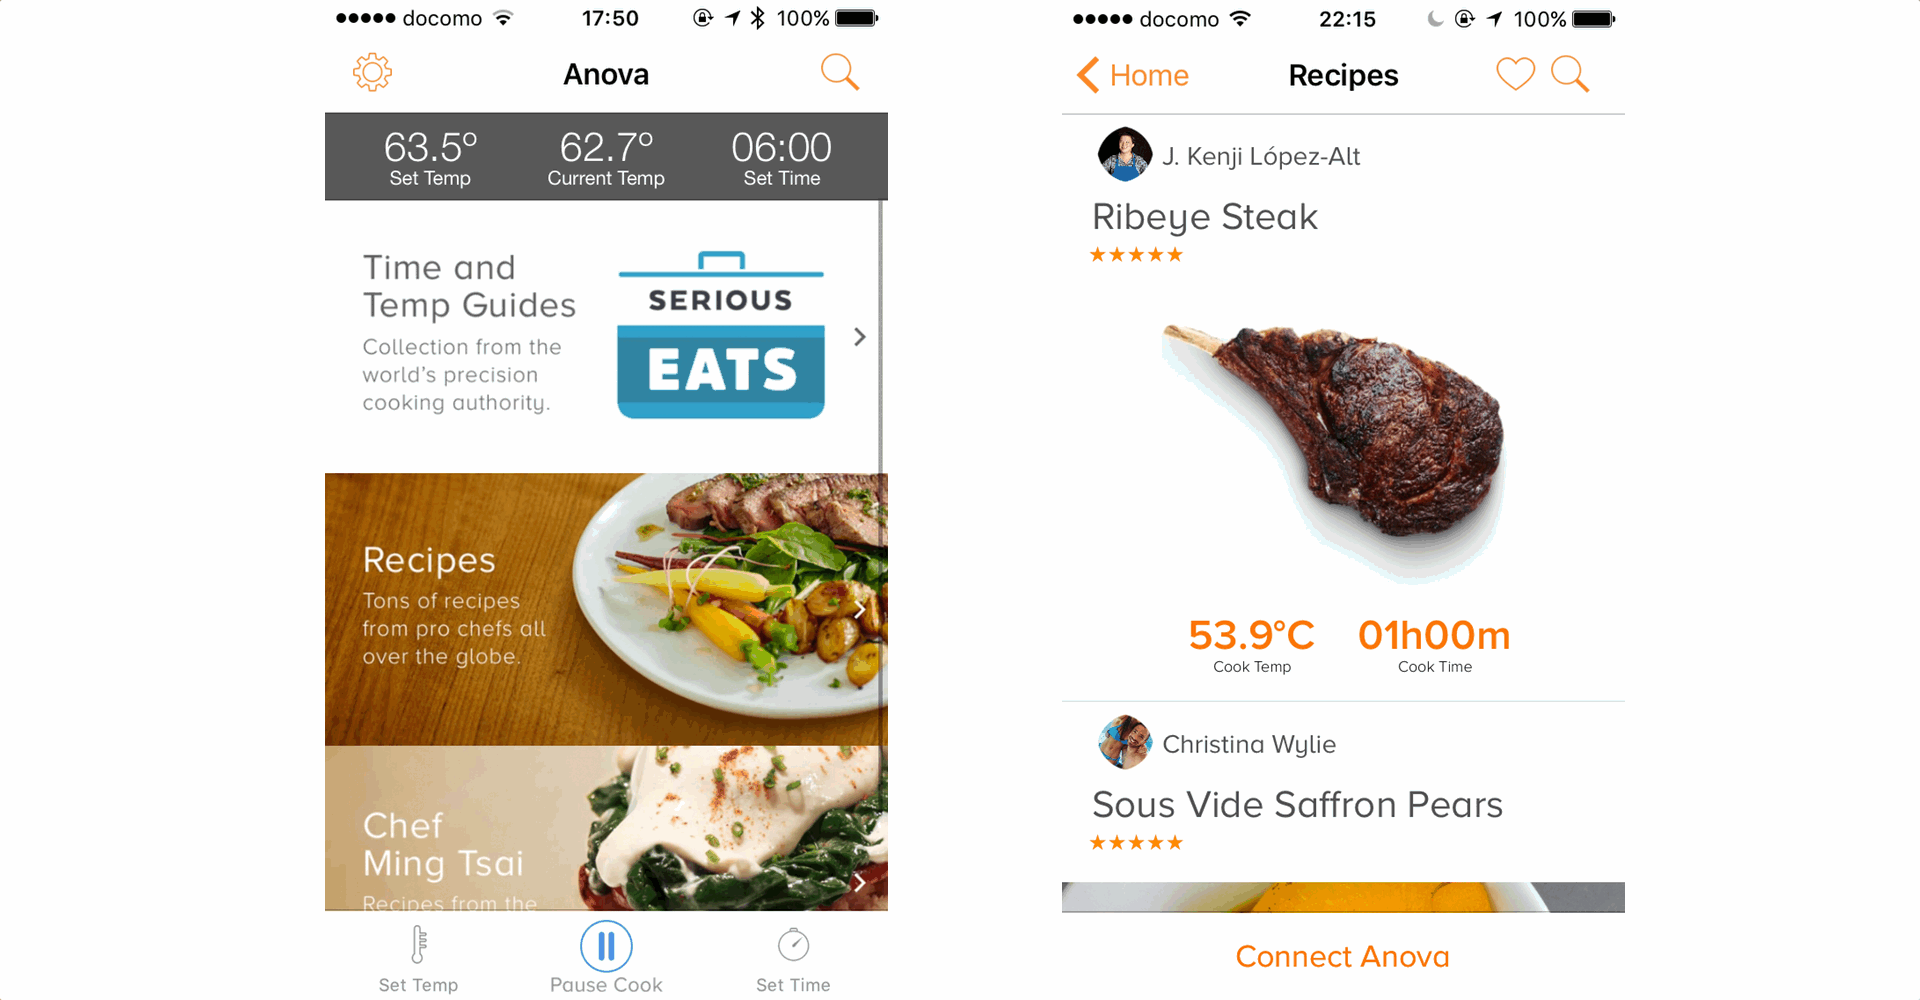 docomo 17:50 100%
Anova
63.5° 62.7° 06:00
Set Temp Current Temp Set Time
Time and
Temp Guides
Collection from the
world's precision
cooking authority.
SERIOUS
EATS
Recipes
Tons of recipes
from pro chefs all
over the globe.
Chef
Ming Tsai
Recipes from the
Set Temp Pause Cook Set Time
docomo 22:15 100%
Home Recipes
J. Kenji López-Alt
Ribeye Steak
★★★★★
53.9°C 01h00m
Cook Temp Cook Time
Christina Wylie
Sous Vide Saffron Pears
★★★★★
Connect Anova